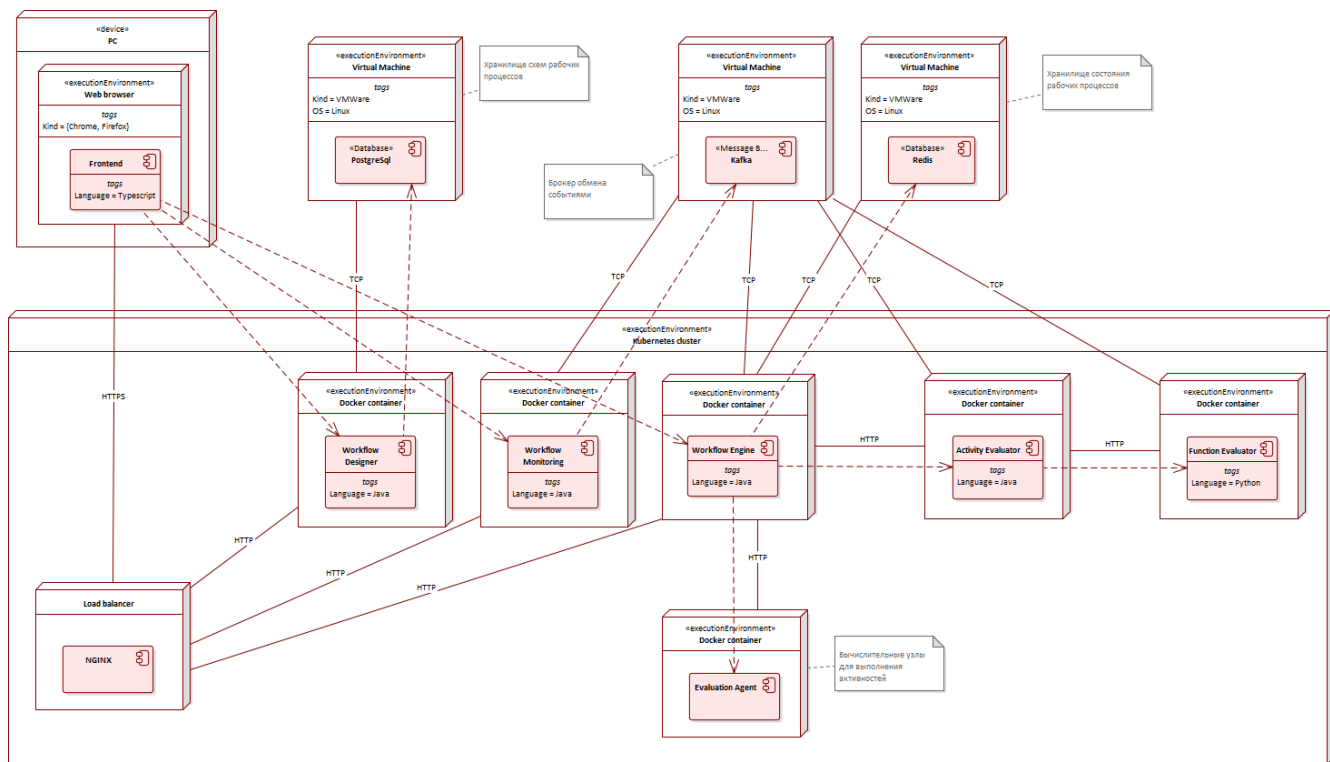 «device»
PC
«executionEnvironment»
Web browser
tags
Kind = {Chrome, Firefox}
Frontend
tags
Language = Typescript
«executionEnvironment»
Virtual Machine
tags
Kind = VMWare
OS = Linux
«Database»
PostgreSql
Хранилище схем рабочих
процессов
«executionEnvironment»
Virtual Machine
tags
Kind = VMWare
OS = Linux
«Message B...
Kafka
Брокер обмена
событиями
«executionEnvironment»
Virtual Machine
tags
Kind = VMWare
OS = Linux
«Database»
Redis
Хранилище состояния
рабочих процессов
TCP
TCP
TCP
TCP
TCP
TCP
«executionEnvironment»
Kubernetes cluster
HTTPS
«executionEnvironment»
Docker container
Workflow
Designer
tags
Language = Java
«executionEnvironment»
Docker container
Workflow
Monitoring
tags
Language = Java
«executionEnvironment»
Docker container
Workflow Engine
tags
Language = Java
HTTP
«executionEnvironment»
Docker container
Activity Evaluator
tags
Language = Java
HTTP
«executionEnvironment»
Docker container
Function Evaluator
tags
Language = Python
HTTP
HTTP
HTTP
HTTP
Load balancer
NGINX
«executionEnvironment»
Docker container
Evaluation Agent
Вычислительные узлы
для выполнения
активностей